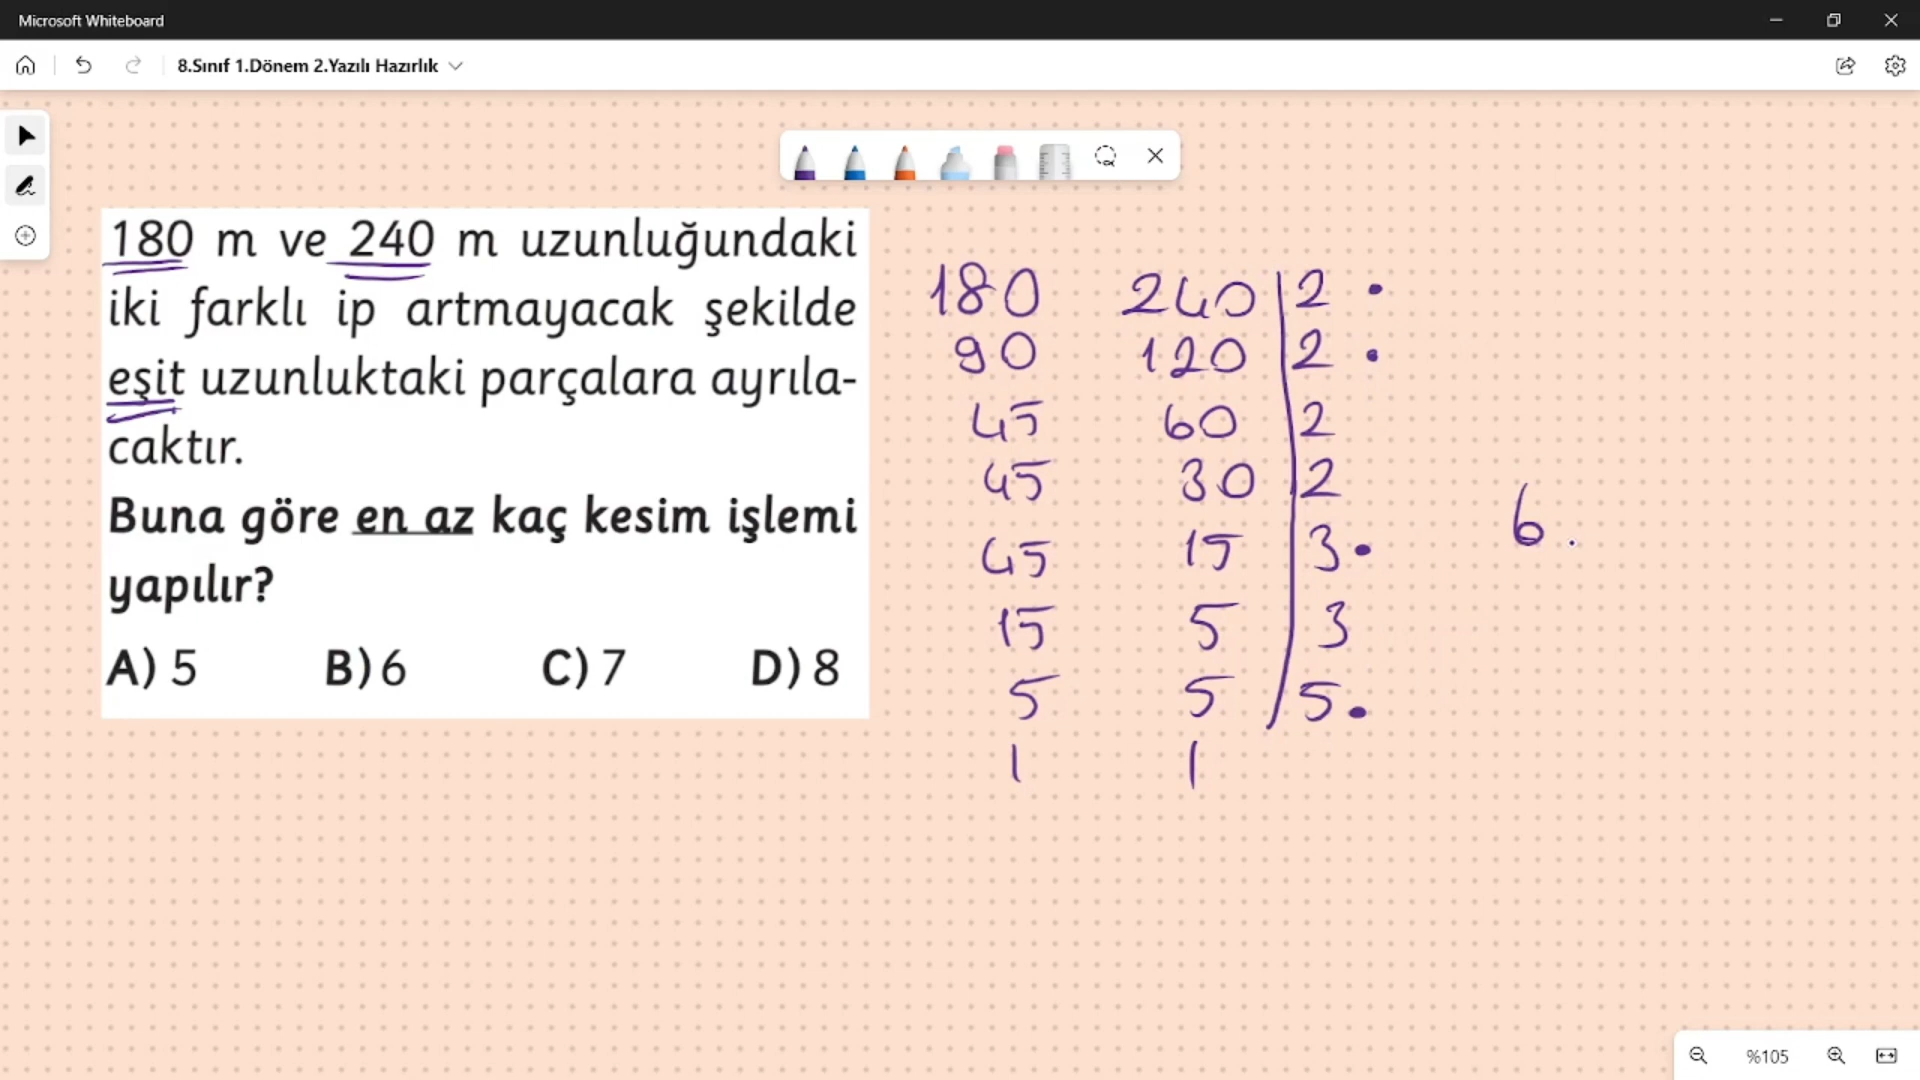 Microsoft Whiteboard
8.Sınıf 1.Dönem 2.Yazılı Hazırlık
180 m ve 240 m uzunluğundaki
iki farklı ip artmayacak şekilde
eşit uzunluktaki parçalara ayrıla-
caktır.
Buna göre en az kaç kesim işlemi
yapılır?
A) 5 B) 6 C) 7 D) 8
180 240 | 2 •
90 120 | 2 •
45 60 | 2
45 30 | 2
45 15 | 3 •
15 5 | 3
5 5 | 5 •
1 1
6 .
%105